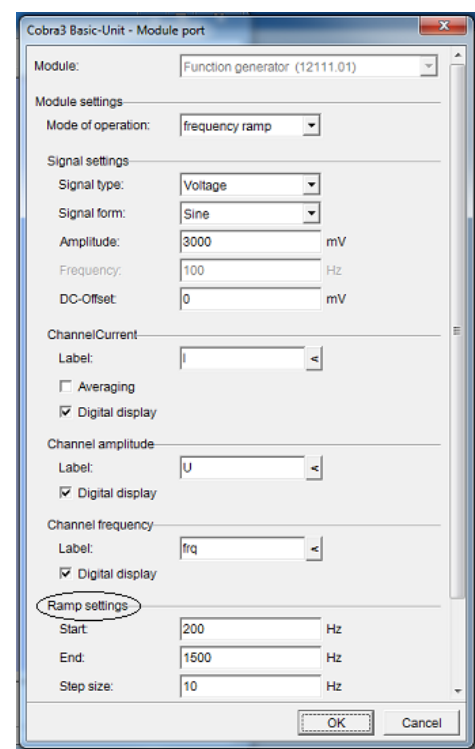 Cobra3 Basic-Unit - Module port
Module: Function generator (12111.01)
Module settings
Mode of operation: frequency ramp
Signal settings
Signal type: Voltage
Signal form: Sine
Amplitude: 3000 mV
Frequency: 100 Hz
DC-Offset: 0 mV
ChannelCurrent
Label: I <
Averaging
Digital display
Channel amplitude
Label: U <
Digital display
Channel frequency
Label: frq <
Digital display
Ramp settings
Start: 200 Hz
End: 1500 Hz
Step size: 10 Hz
OK Cancel